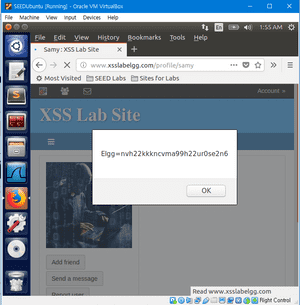 SEEDUbuntu [Running] - Oracle VM VirtualBox
File Machine View Input Devices Help
En 1:55 AM
File Edit View History Bookmarks Tools Help
Samy : XSS Lab Site
www.xsslabelgg.com/profile/samy
Most Visited SEED Labs Sites for Labs
Account
XSS Lab Site
Elgg=nvh22kkkncvma99h22ur0se2n6
OK
Add friend
Send a message
Report user
Read www.xsslabelgg.com
Right Control